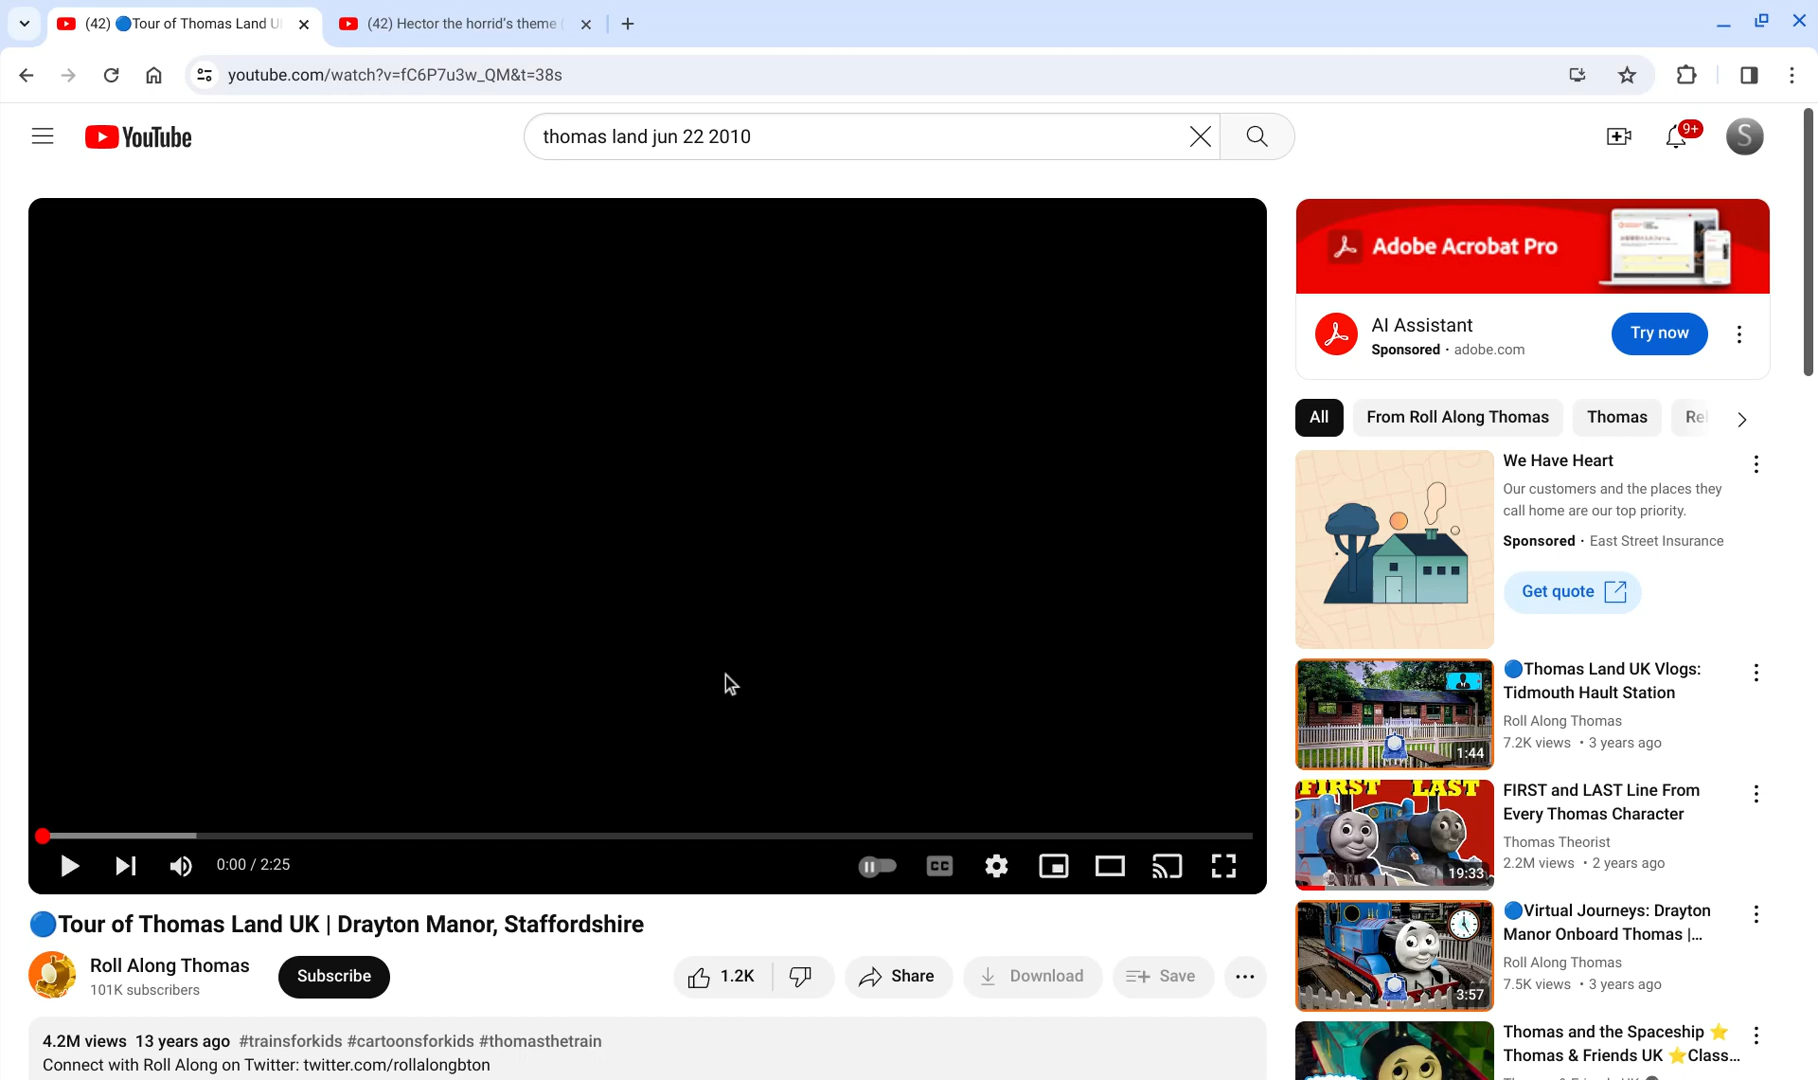 (42) 🔵Tour of Thomas Land U
(42) Hector the horrid's theme (
youtube.com/watch?v=fC6P7u3w_QM&t=38s
YouTube
thomas land jun 22 2010
9+
S
Adobe Acrobat Pro
AI Assistant
Sponsored · adobe.com
Try now
All
From Roll Along Thomas
Thomas
Rel
We Have Heart
Our customers and the places they
call home are our top priority.
Sponsored · East Street Insurance
Get quote
🔵Thomas Land UK Vlogs:
Tidmouth Hault Station
Roll Along Thomas
7.2K views • 3 years ago
1:44
FIRST LAST
FIRST and LAST Line From
Every Thomas Character
Thomas Theorist
2.2M views • 2 years ago
19:33
🔵Virtual Journeys: Drayton
Manor Onboard Thomas |...
Roll Along Thomas
7.5K views • 3 years ago
3:57
Thomas and the Spaceship ⭐
Thomas & Friends UK ⭐Class...
0:00 / 2:25
CC
🔵Tour of Thomas Land UK | Drayton Manor, Staffordshire
Roll Along Thomas
101K subscribers
Subscribe
1.2K
Share
Download
Save
4.2M views 13 years ago #trainsforkids #cartoonsforkids #thomasthetrain
Connect with Roll Along on Twitter: twitter.com/rollalongbton